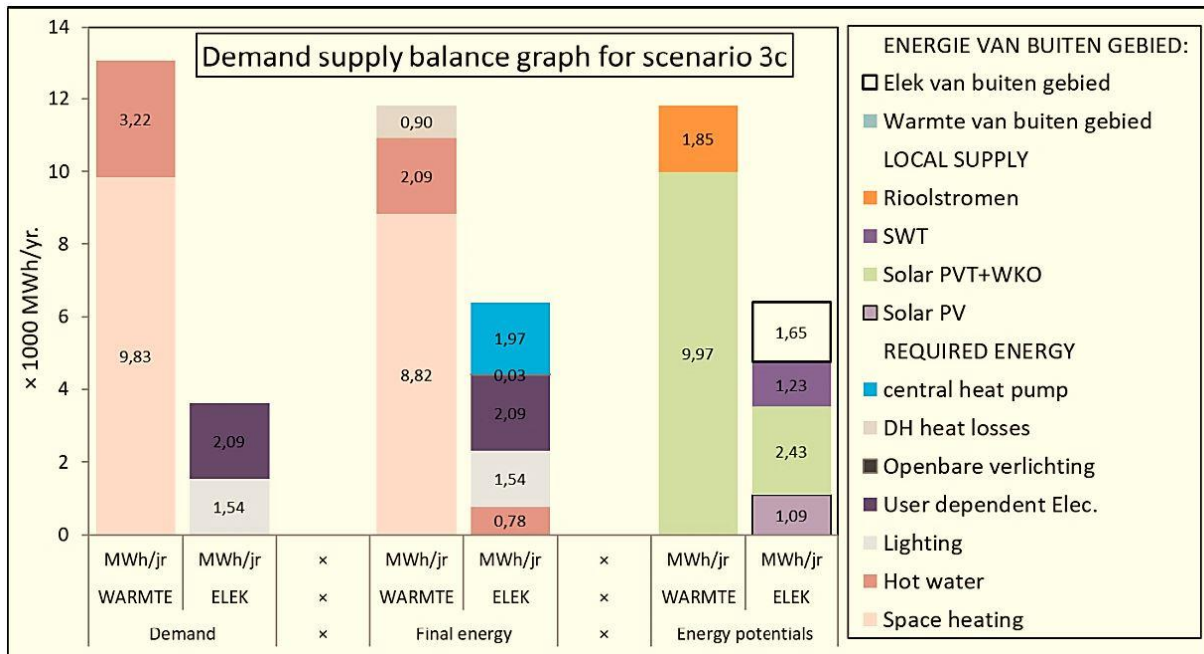 Demand supply balance graph for scenario 3c
× 1000 MWh/yr.
14
12
10
8
6
4
2
0
3,22
9,83
2,09
1,54
0,90
2,09
8,82
1,97
0,03
2,09
1,54
0,78
1,85
9,97
1,65
1,23
2,43
1,09
MWh/jr MWh/jr × MWh/jr MWh/jr × MWh/jr MWh/jr
WARMTE ELEK × WARMTE ELEK × WARMTE ELEK
Demand × Final energy × Energy potentials
ENERGIE VAN BUITEN GEBIED:
Elek van buiten gebied
Warmte van buiten gebied
LOCAL SUPPLY
Rioolstromen
SWT
Solar PVT+WKO
Solar PV
REQUIRED ENERGY
central heat pump
DH heat losses
Openbare verlichting
User dependent Elec.
Lighting
Hot water
Space heating